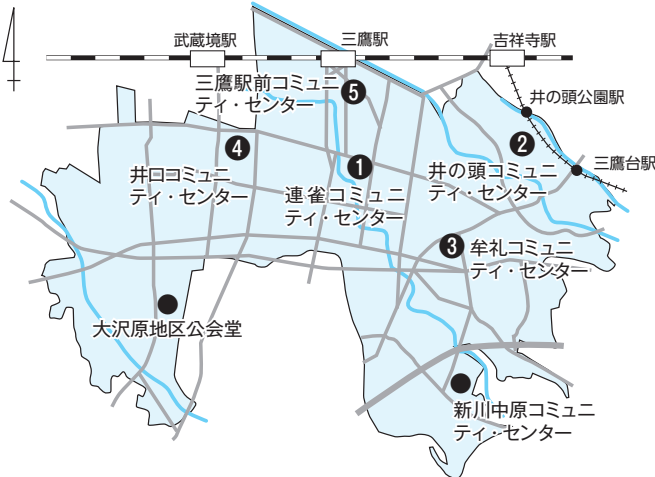 武蔵境駅
三鷹駅
吉祥寺駅
三鷹駅前コミュニ
ティ・センター
❺
井の頭公園駅
❹
❷
井口コミュニ
ティ・センター
❶
連雀コミュニ
ティ・センター
井の頭コミュニ
ティ・センター
三鷹台駅
❸
牟礼コミュニ
ティ・センター
大沢原地区公会堂
新川中原コミュニ
ティ・センター